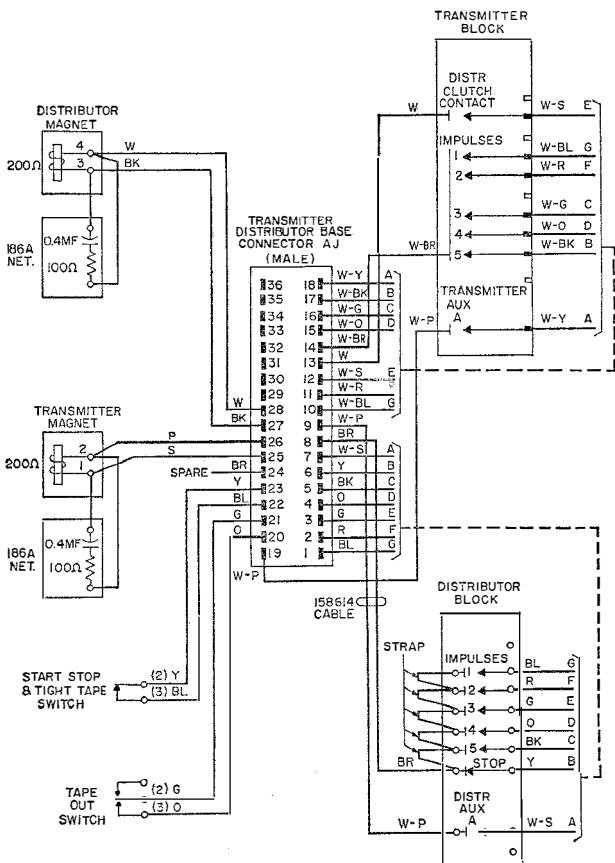 TRANSMITTER
BLOCK
DISTR
CLUTCH
CONTACT
W
W-S E
IMPULSES
1 W-BL G
2 W-R F
3 W-G C
4 W-O D
5 W-BK B
W-BR
TRANSMITTER
AUX
A
W-P
W-Y A
DISTRIBUTOR
MAGNET
200Ω
4 W
3 BK
186A
NET.
0.4MF
100Ω
TRANSMITTER
DISTRIBUTOR BASE
CONNECTOR AJ
(MALE)
36 18 W-Y A
35 17 W-BK B
34 16 W-G C
33 15 W-O D
32 14 W-BR
31 13 W
30 12 W-S E
29 11 W-R
W 28 10 W-BL G
BK 27 9 W-P
P 26 8 BR
S 25 7 W-S A
SPARE BR 24 6 Y B
Y 23 5 BK C
BL 22 4 O D
G 21 3 G E
O 20 2 R F
19 1 BL G
W-P
TRANSMITTER
MAGNET
200Ω
2
1
186A
NET.
0.4MF
100Ω
158614
CABLE
START STOP
& TIGHT TAPE
SWITCH
(2) Y
(3) BL
TAPE
OUT
SWITCH
(2) G
(3) O
DISTRIBUTOR
BLOCK
STRAP
IMPULSES
1 BL G
2 R F
3 G E
4 O D
5 BK C
BR STOP Y B
DISTR
AUX
A
W-P
W-S A